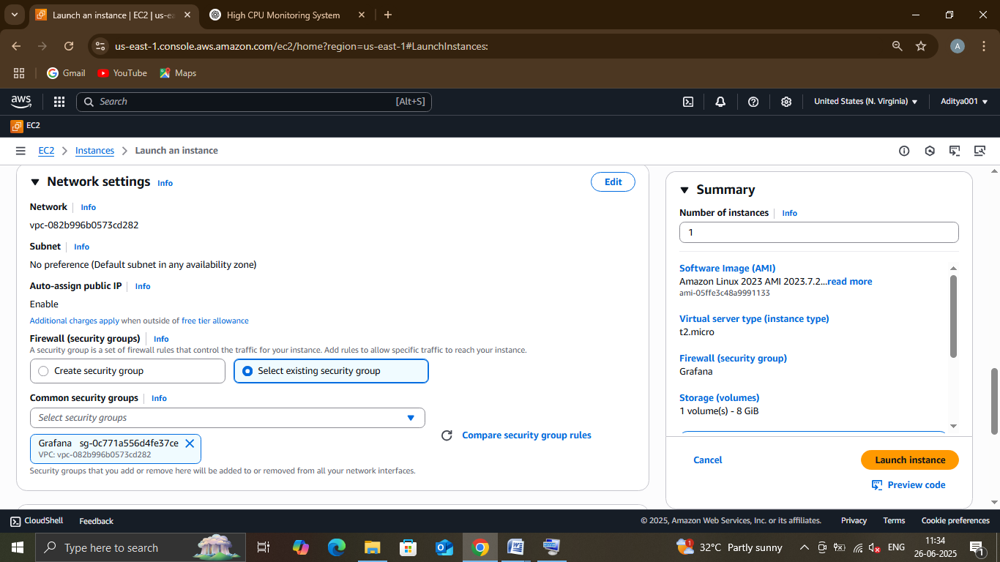 Launch an instance | EC2 | us-ea
High CPU Monitoring System
us-east-1.console.aws.amazon.com/ec2/home?region=us-east-1#LaunchInstances:
A
Gmail
YouTube
Maps
aws
Search
[Alt+S]
United States (N. Virginia)
Aditya001
EC2
EC2
Instances
Launch an instance
Network settings
Info
Edit
Network
Info
vpc-082b996b0573cd282
Subnet
Info
No preference (Default subnet in any availability zone)
Auto-assign public IP
Info
Enable
Additional charges apply when outside of free tier allowance
Firewall (security groups)
Info
A security group is a set of firewall rules that control the traffic for your instance. Add rules to allow specific traffic to reach your instance.
Create security group
Select existing security group
Common security groups
Info
Select security groups
Grafana sg-0c771a556d4fe37ce
VPC: vpc-082b996b0573cd282
Compare security group rules
Security groups that you add or remove here will be added to or removed from all your network interfaces.
Summary
Number of instances
Info
1
Software Image (AMI)
Amazon Linux 2023 AMI 2023.7.2...read more
ami-05ffe3c48a9991133
Virtual server type (instance type)
t2.micro
Firewall (security group)
Grafana
Storage (volumes)
1 volume(s) - 8 GiB
Cancel
Launch instance
Preview code
CloudShell
Feedback
© 2025, Amazon Web Services, Inc. or its affiliates.
Privacy
Terms
Cookie preferences
Type here to search
1
32°C Partly sunny
ENG
11:34
26-06-2025
1